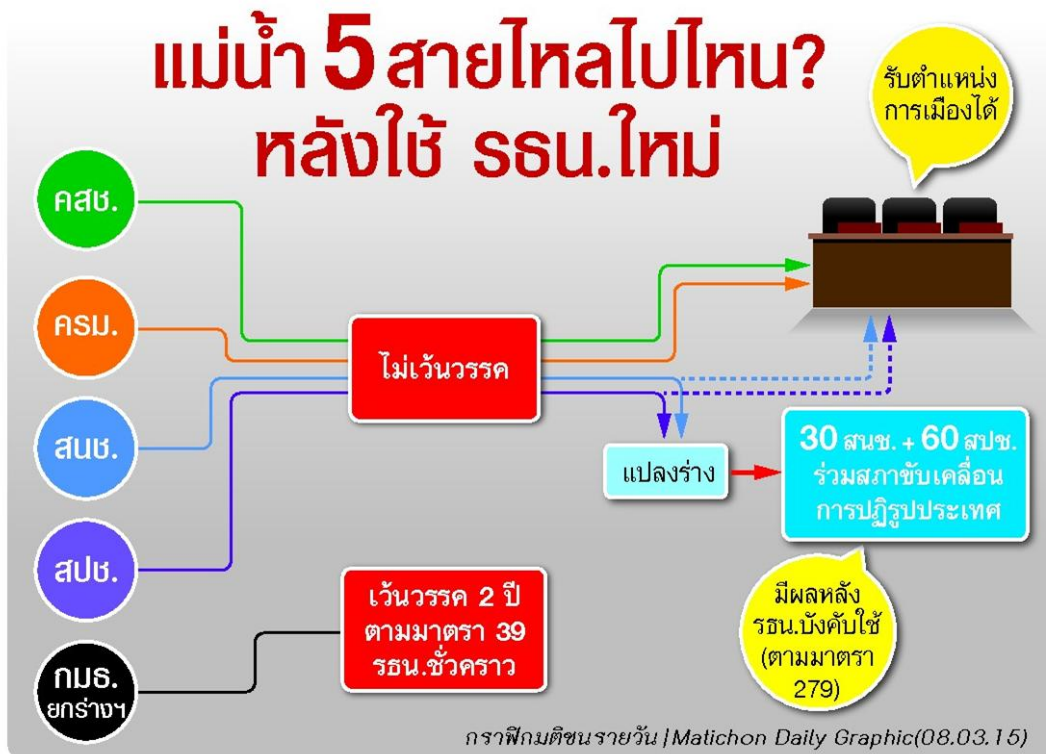 แม่น้ำ 5 สายไหลไปไหน?
หลังใช้ รธน.ใหม่
รับตำแหน่ง
การเมืองได้
คสช.
ครม.
สนช.
สปช.
กมธ.
ยกร่างฯ
ไม่เว้นวรรค
แปลงร่าง
30 สนช. + 60 สปช.
ร่วมสภาขับเคลื่อน
การปฏิรูปประเทศ
เว้นวรรค 2 ปี
ตามมาตรา 39
รธน.ชั่วคราว
มีผลหลัง
รธน.บังคับใช้
(ตามมาตรา
279)
กราฟิกมติชนรายวัน|Matichon Daily Graphic(08.03.15)